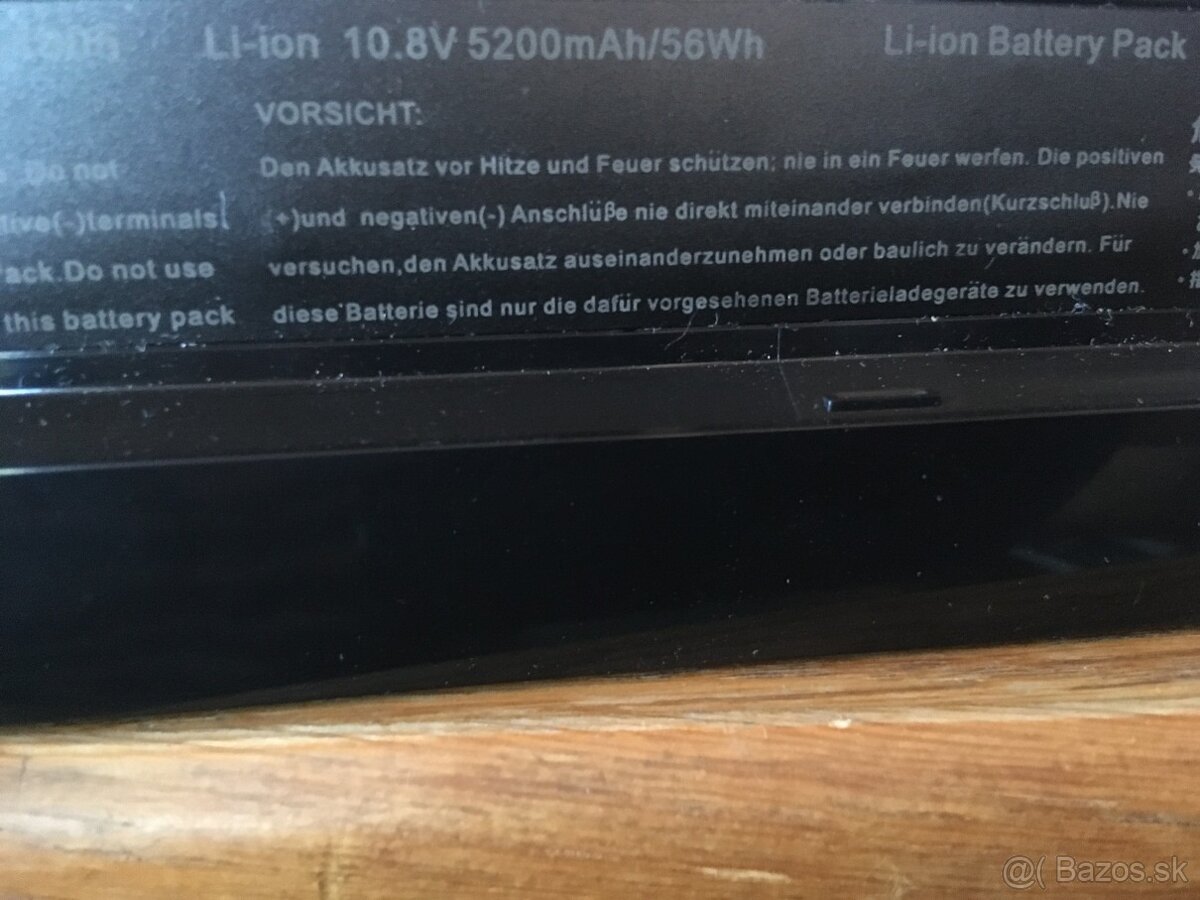 Li-ion 10.8V 5200mAh/56Wh Li-ion Battery Pack
VORSICHT:
Do not Den Akkusatz vor Hitze und Feuer schützen; nie in ein Feuer werfen. Die positiven
tive(-)terminals (+)und negativen(-) Anschlüße nie direkt miteinander verbinden(Kurzschluß).Nie
ack.Do not use versuchen,den Akkusatz auseinanderzunehmen oder baulich zu verändern. Für
this battery pack diese Batterie sind nur die dafür vorgesehenen Batterieladegeräte zu verwenden.
@( Bazos.sk